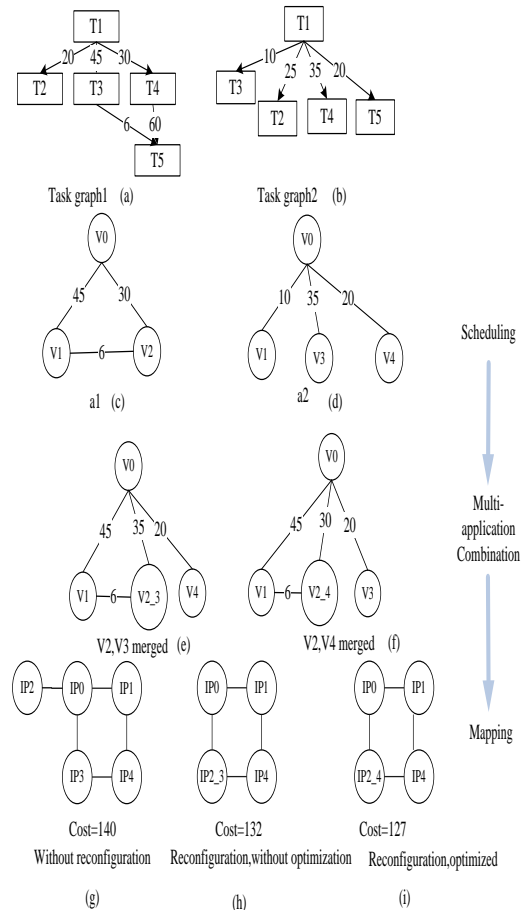 T1
20 45 30
T2 T3 T4
6 60
T5
Task graph1 (a)
T1
10
25 35 20
T3
T2 T4 T5
Task graph2 (b)
V0
45 30
V1 6 V2
a1 (c)
V0
10 35 20
V1 V3 V4
a2 (d)
Scheduling
V0
45 35 20
V1 6 V2_3 V4
V2,V3 merged (e)
V0
45 30 20
V1 6 V2_4 V3
V2,V4 merged (f)
Multi-
application
Combination
IP2 IP0 IP1
IP3 IP4
Cost=140
Without reconfiguration
(g)
IP0 IP1
IP2_3 IP4
Cost=132
Reconfiguration,without optimization
(h)
IP0 IP1
IP2_4 IP4
Cost=127
Reconfiguration,optimized
(i)
Mapping